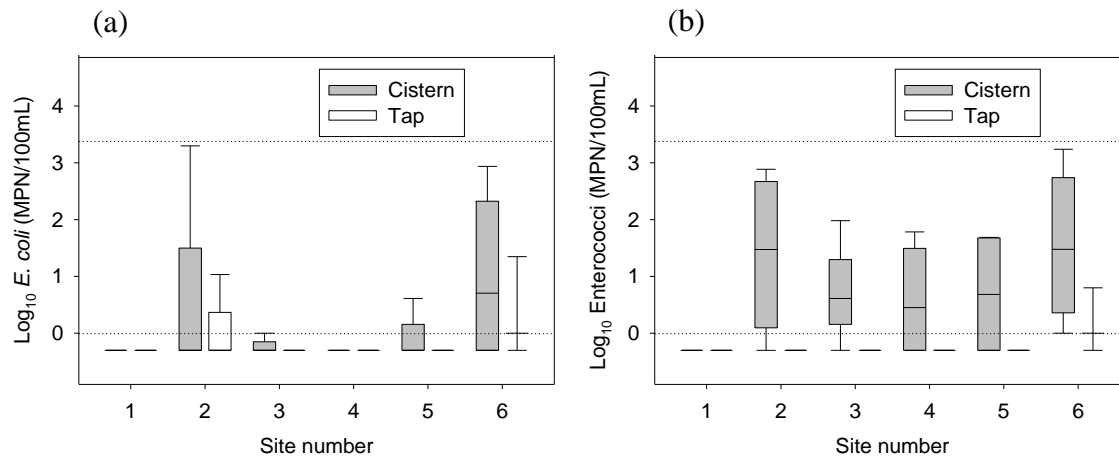 (a)
Log10 E. coli (MPN/100mL)
4
3
2
1
0
-1
Cistern
Tap
1 2 3 4 5 6
Site number
(b)
Log10 Enterococci (MPN/100mL)
4
3
2
1
0
-1
Cistern
Tap
1 2 3 4 5 6
Site number